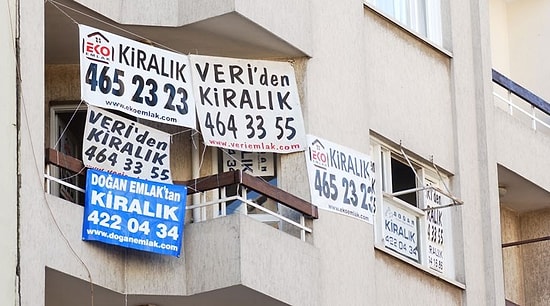 EKO EMLAK
KİRALIK
465 23 23
www.ekoemlak.com
VERİ'den
KİRALIK
464 33 55
www.veriemlak.com
VERİ'den
KİRALIK
464 33 55
DOĞAN EMLAK'tan
KİRALIK
422 04 34
www.doganemlak.com
EKO
KİRALIK
465 23 23
www.ekoemlak.com
DOĞAN
KİRALIK
422 04 34